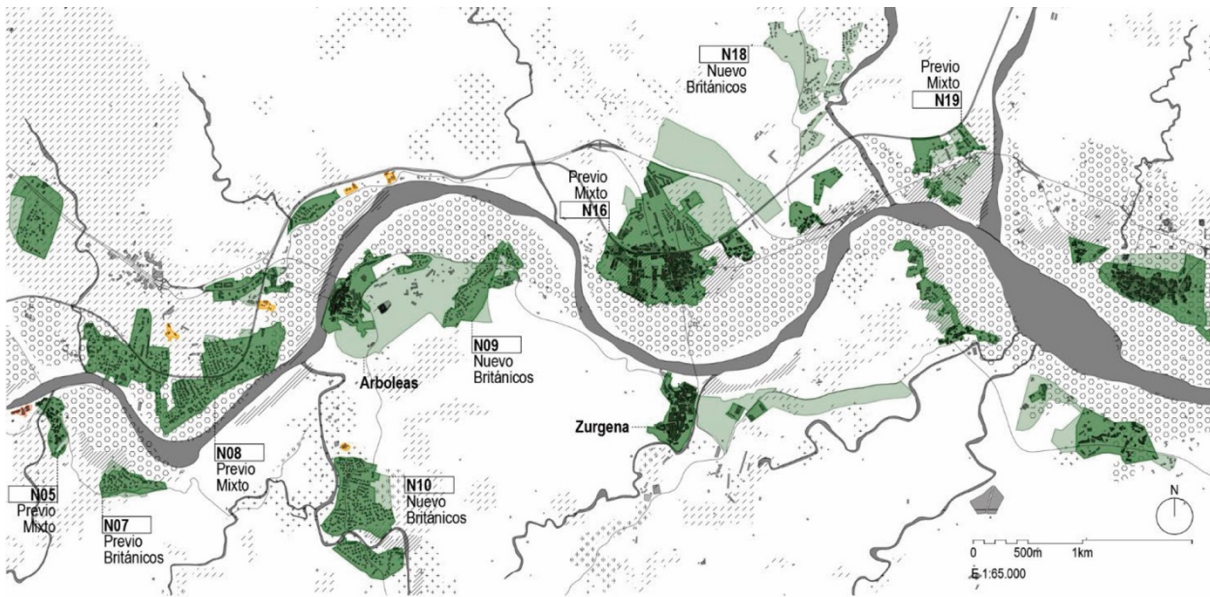 N18
Nuevo
Británicos
Previo
Mixto
N19
Previo
Mixto
N16
N09
Nuevo
Británicos
Arboleas
Zurgena
N08
Previo
Mixto
N10
Nuevo
Británicos
N05
Previo
Mixto
N07
Previo
Británicos
N
0 500m 1km
E 1:65.000